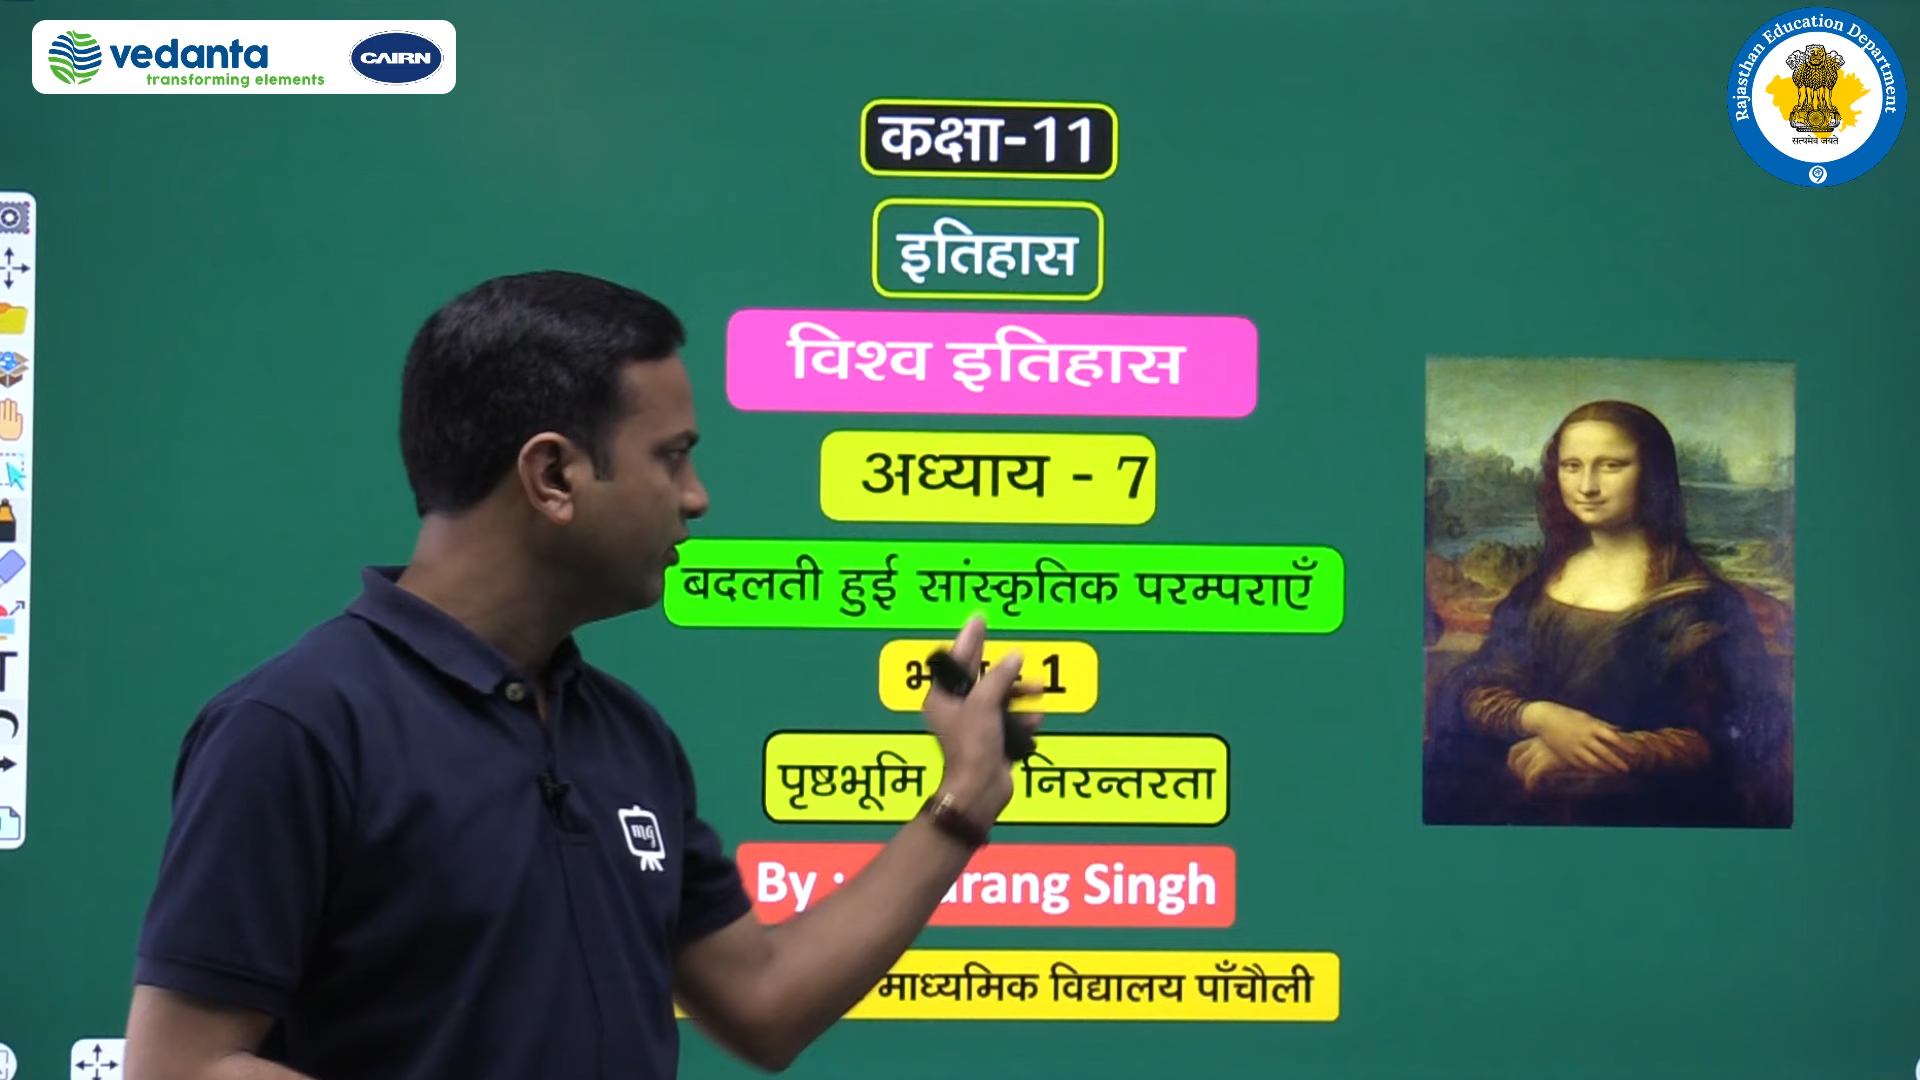 vedanta
transforming elements
CAIRN
Rajasthan Education Department
सत्यमेव जयते
कक्षा-11
इतिहास
विश्व इतिहास
अध्याय - 7
बदलती हुई सांस्कृतिक परम्पराएँ
- 1
पृष्ठभूमि निरन्तरता
By : Singh
माध्यमिक विद्यालय पाँचौली
MG